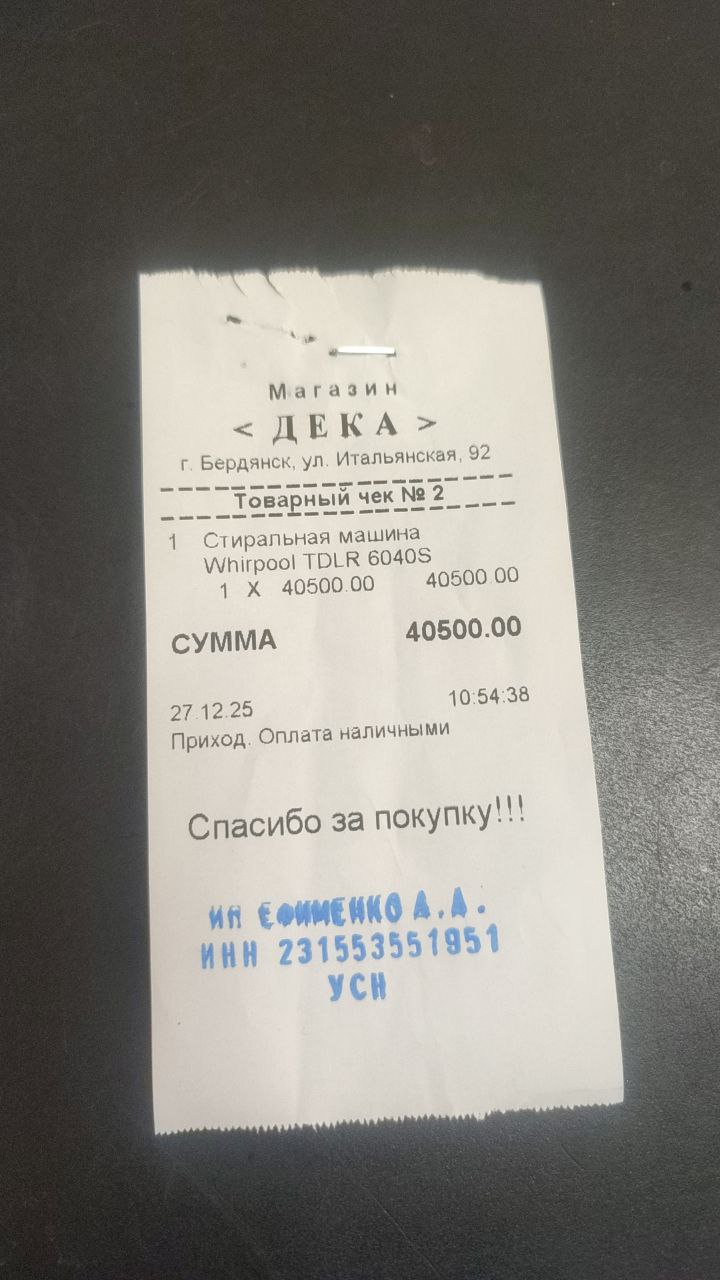 Магазин
< ДЕКА >
г. Бердянск, ул. Итальянская, 92
Товарный чек № 2
1 Стиральная машина
Whirpool TDLR 6040S
1 X 40500.00 40500.00
СУММА 40500.00
27.12.25 10:54:38
Приход. Оплата наличными
Спасибо за покупку!!!
ИП ЕФИМЕНКО А.А.
ИНН 231553551951
УСН